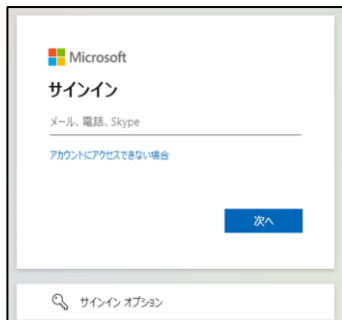 Microsoft
サインイン
メール、電話、Skype
アカウントにアクセスできない場合
次へ
サインイン オプション